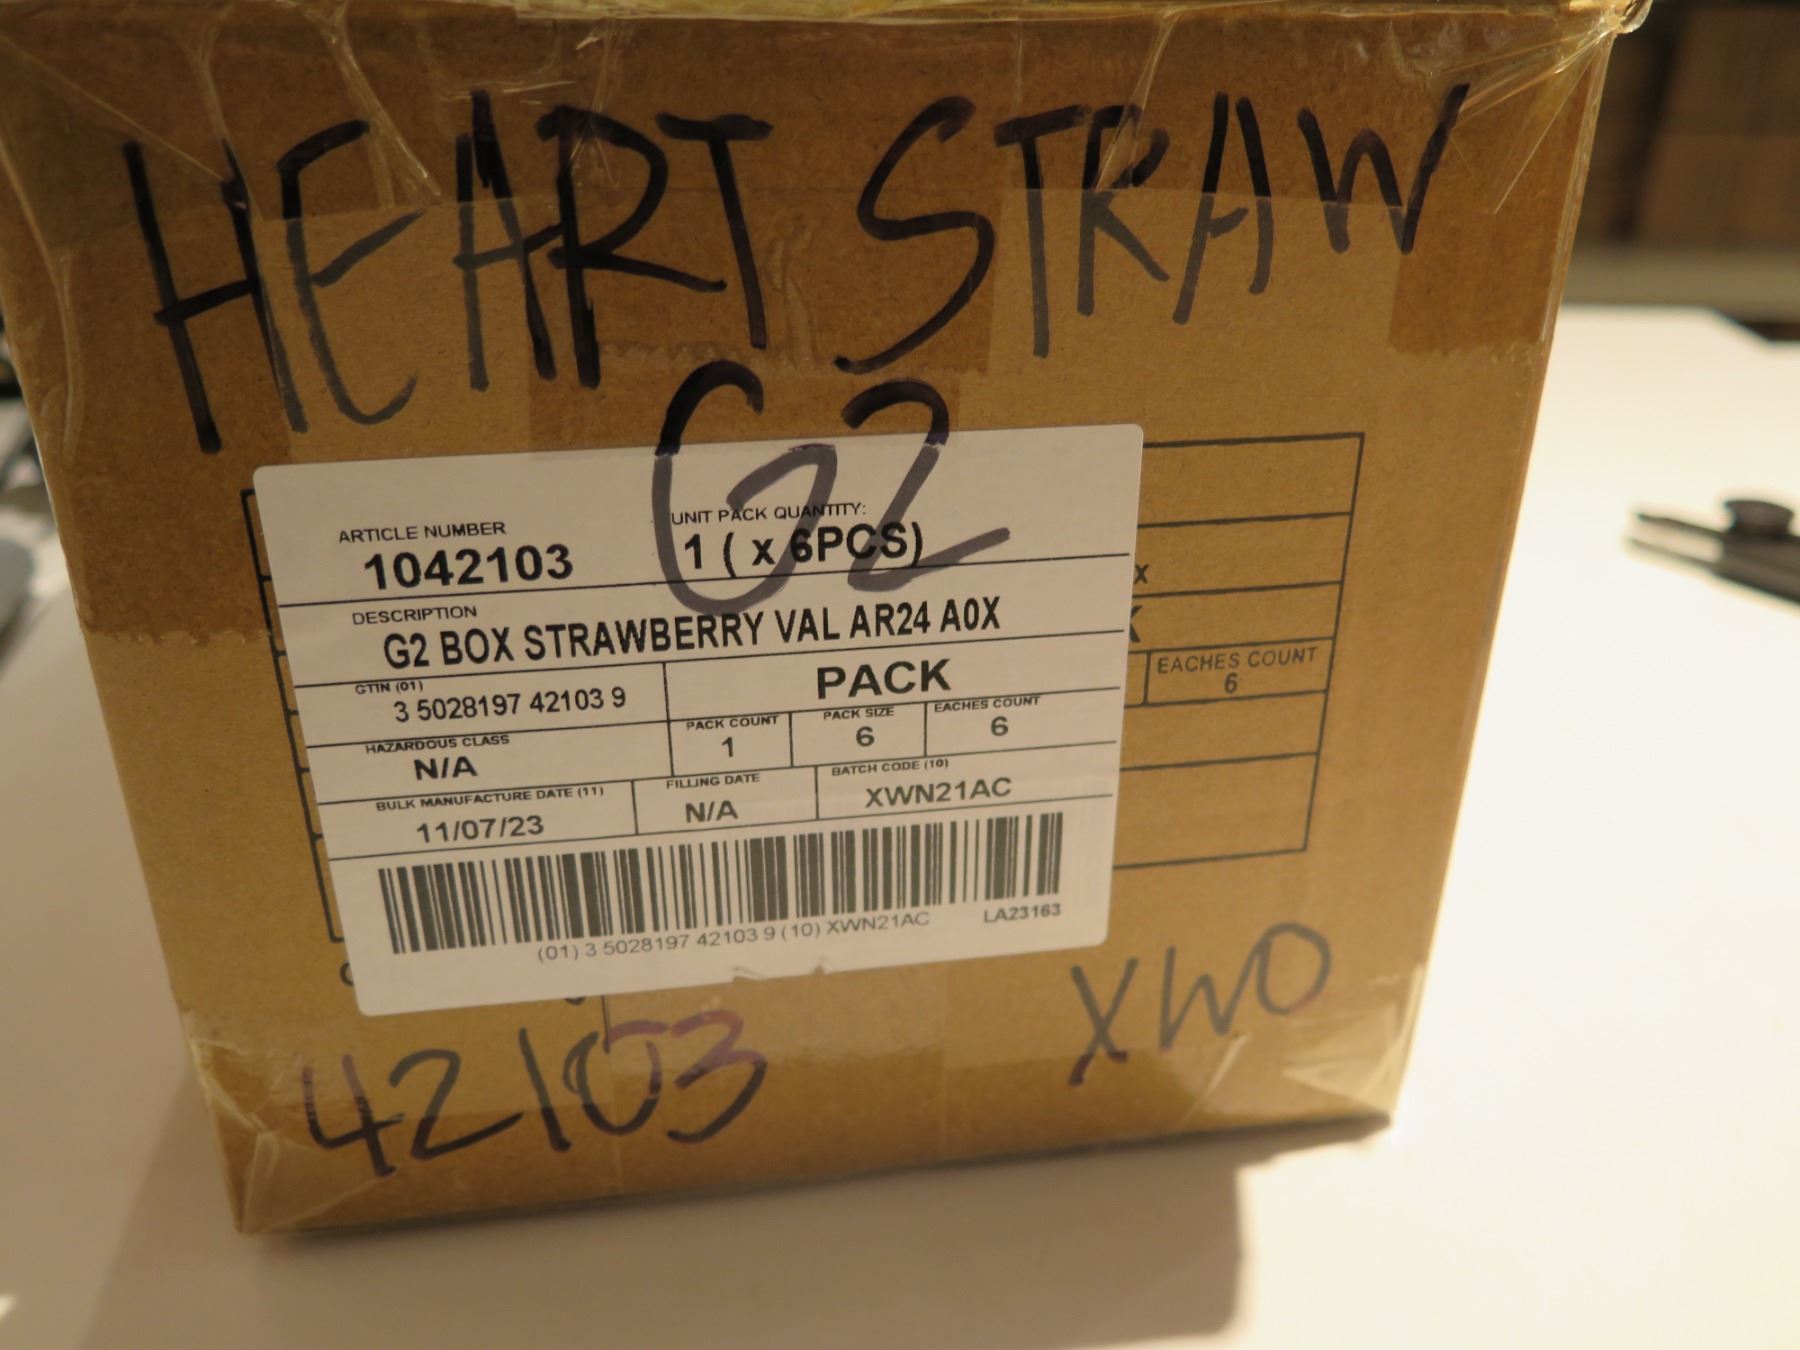 HEART STRAW
G2
ARTICLE NUMBER
1042103
UNIT PACK QUANTITY:
1 ( x 6PCS)
DESCRIPTION
G2 BOX STRAWBERRY VAL AR24 A0X
GTIN (01)
3 5028197 42103 9
PACK
HAZARDOUS CLASS
N/A
PACK COUNT
1
PACK SIZE
6
EACHES COUNT
6
BULK MANUFACTURE DATE (11)
11/07/23
FILLING DATE
N/A
BATCH CODE (10)
XWN21AC
(01) 3 5028197 42103 9 (10) XWN21AC
LA23163
X
EACHES COUNT
6
42103
XWO